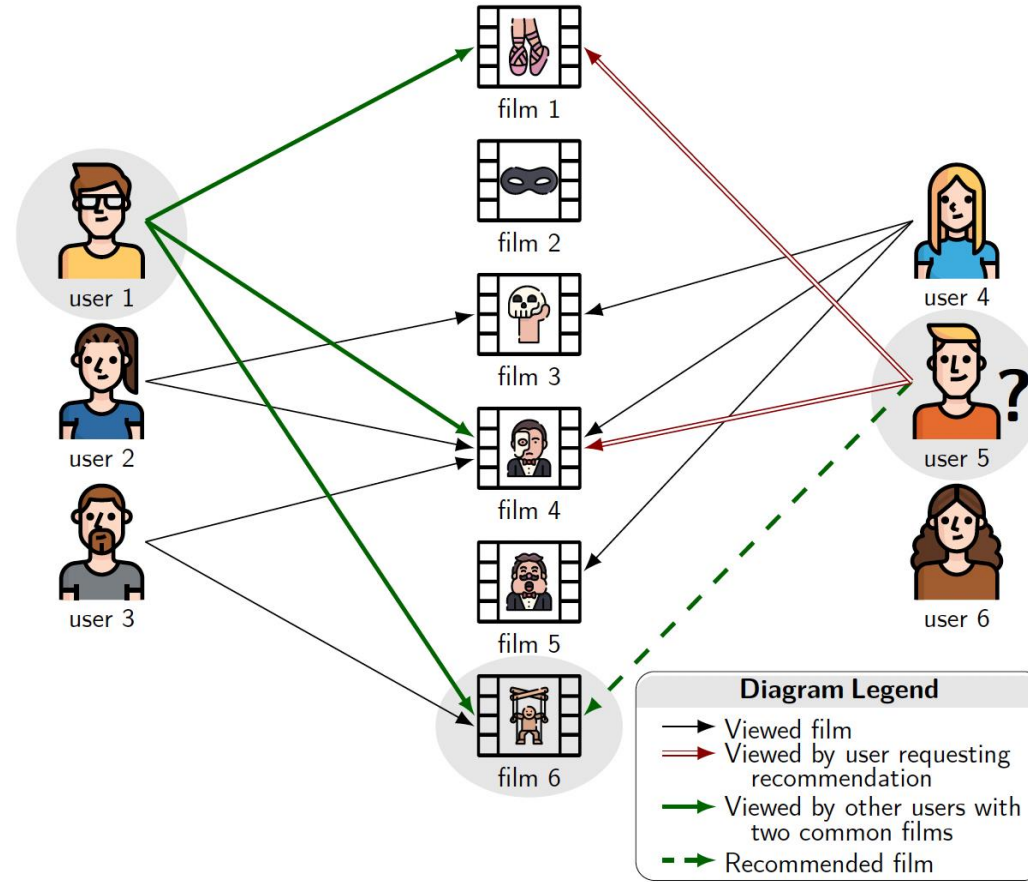 film 1
film 2
film 3
film 4
film 5
film 6
user 1
user 2
user 3
user 4
user 5
?
user 6
Diagram Legend
Viewed film
Viewed by user requesting
recommendation
Viewed by other users with
two common films
Recommended film